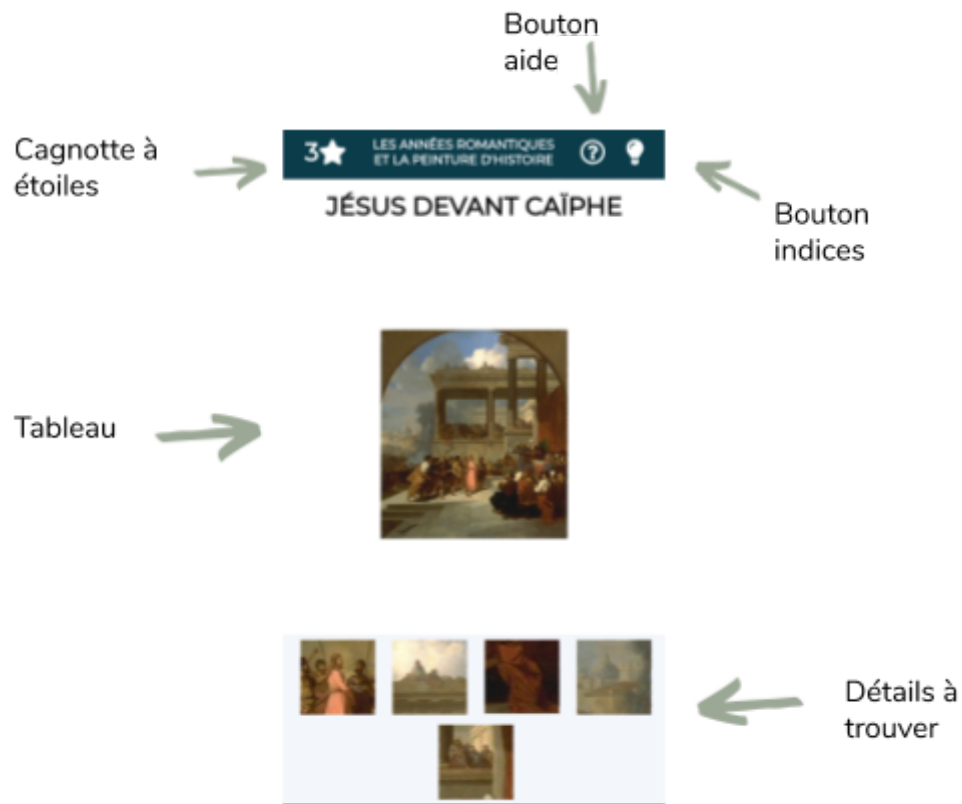 Bouton
aide
Cagnotte à
étoiles
3
LES ANNÉES ROMANTIQUES
ET LA PEINTURE D'HISTOIRE
?
JÉSUS DEVANT CAÏPHE
Bouton
indices
Tableau
Détails à
trouver